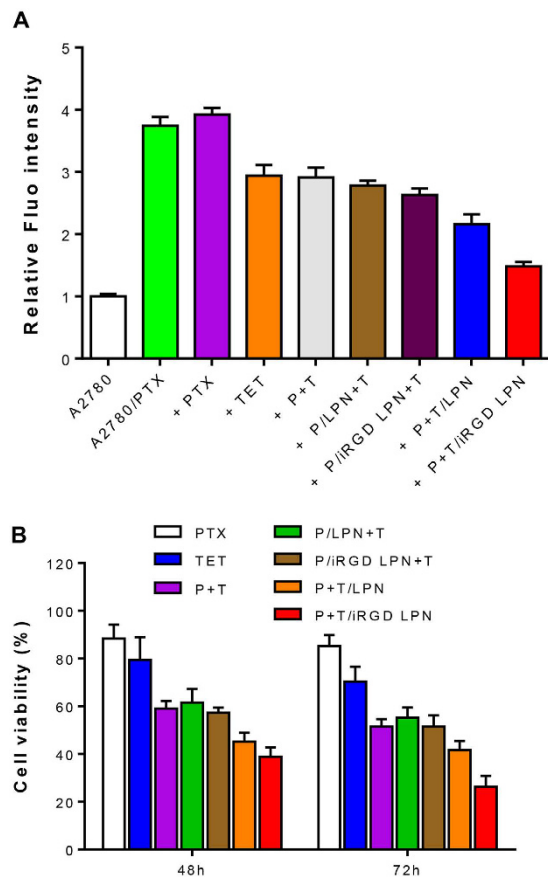 A
Relative Fluo intensity
5
4
3
2
1
0
A2780
A2780/PTX
+ PTX
+TET
+ P+T
+ P/LPN+T
+ P/iRGD LPN+T
+ P+T/LPN
+ P+T/iRGD LPN
B
PTX
TET
P+T
P/LPN+T
P/iRGD LPN+T
P+T/LPN
P+T/iRGD LPN
Cell viability (%)
120
100
80
60
40
20
0
48h
72h